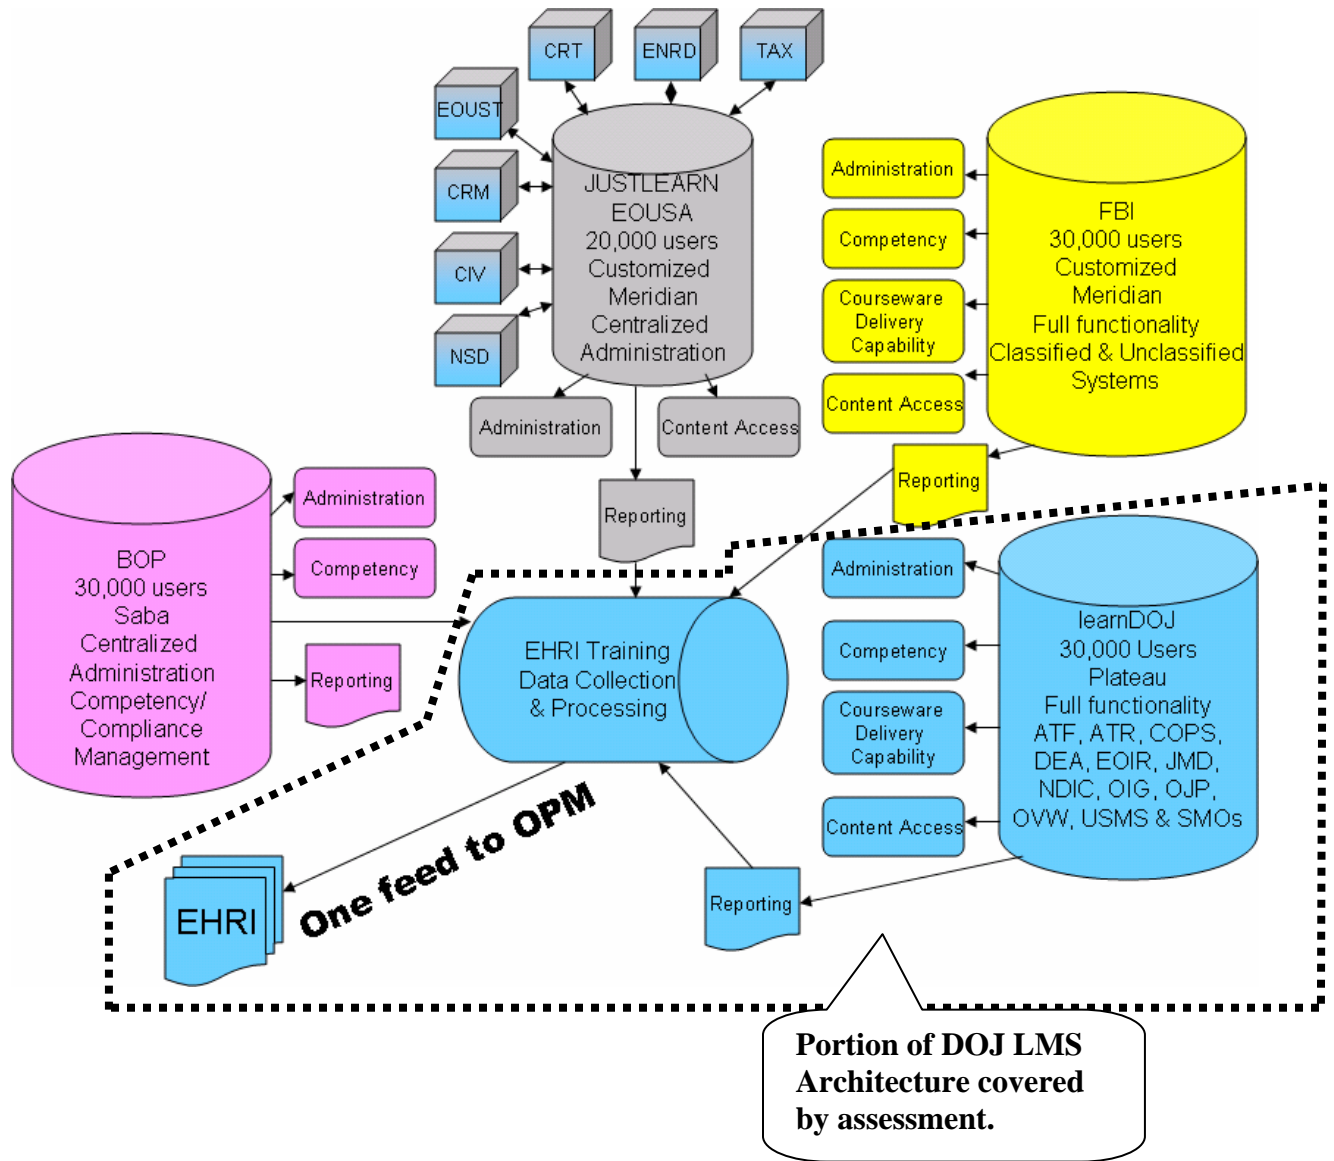 CRT
ENRD
TAX
EOUST
CRM
CIV
NSD
JUSTLEARN
EOUSA
20,000 users
Customized
Meridian
Centralized
Administration
Administration
Content Access
Reporting
Administration
Competency
Courseware
Delivery
Capability
Content Access
FBI
30,000 users
Customized
Meridian
Full functionality
Classified & Unclassified
Systems
Reporting
BOP
30,000 users
Saba
Centralized
Administration
Competency/
Compliance
Management
Administration
Competency
Reporting
EHRI Training
Data Collection
& Processing
Administration
Competency
Courseware
Delivery
Capability
Content Access
learnDOJ
30,000 Users
Plateau
Full functionality
ATF, ATR, COPS,
DEA, EOIR, JMD,
NDIC, OIG, OJP,
OVW, USMS & SMOs
Reporting
One feed to OPM
EHRI
Portion of DOJ LMS
Architecture covered
by assessment.